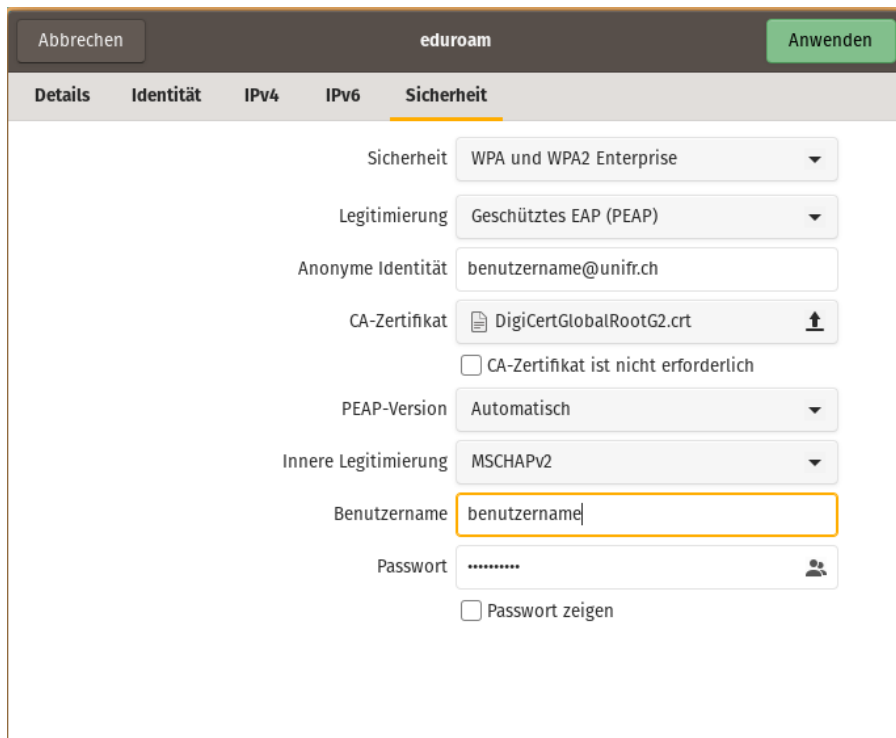 Abbrechen eduroam Anwenden
Details Identität IPv4 IPv6 Sicherheit
Sicherheit WPA und WPA2 Enterprise
Legitimierung Geschütztes EAP (PEAP)
Anonyme Identität benutzername@unifr.ch
CA-Zertifikat DigiCertGlobalRootG2.crt
CA-Zertifikat ist nicht erforderlich
PEAP-Version Automatisch
Innere Legitimierung MSCHAPv2
Benutzername benutzername
Passwort ••••••••••
Passwort zeigen